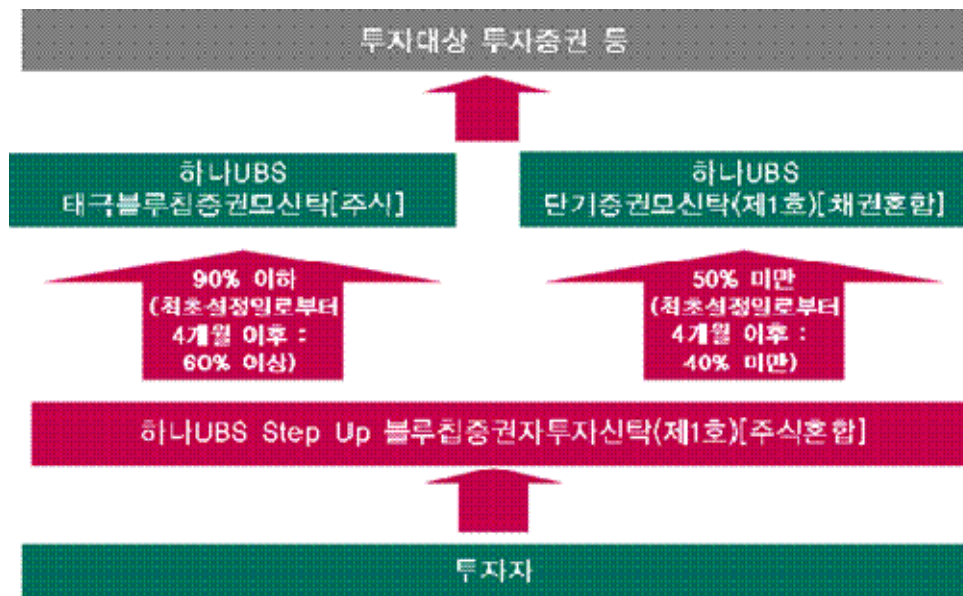 투자대상 투자증권 등
하나UBS
태극블루칩증권모신탁[주식]
하나UBS
단기증권모신탁(제1호)[채권혼합]
90% 이하
(최초설정일로부터
4개월 이후 :
60% 이상)
50% 미만
(최초설정일로부터
4개월 이후 :
40% 미만)
하나UBS Step Up 블루칩증권자투자신탁(제1호)[주식혼합]
투자자